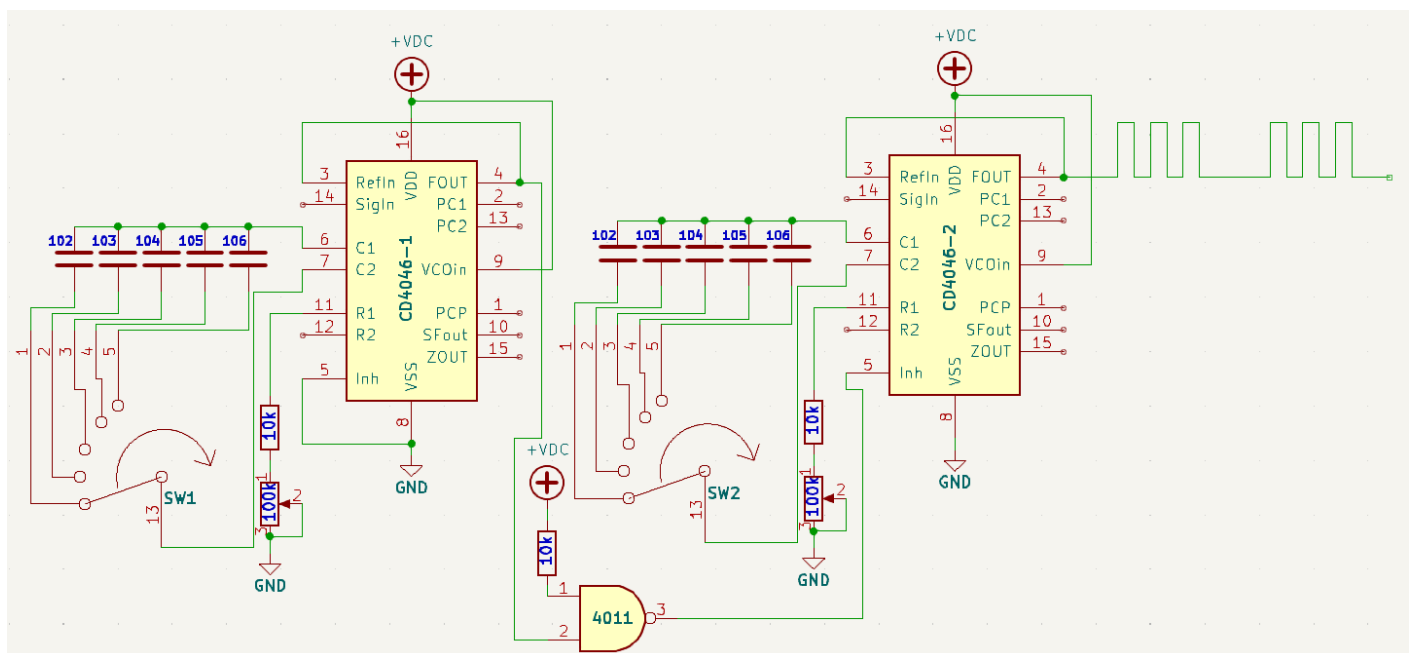 +VDC
16
3 RefIn VDD FOUT 4
14 SigIn PC1 2
PC2 13
102 103 104 105 106
6 C1
7 C2 CD4046-1 VCOin 9
11 R1 PCP 1
12 R2 SFout 10
ZOUT 15
5 Inh VSS
8
GND
1 2 3 4 5
SW1
13
10k
1
100k 2
3
GND
+VDC
10k
1
4011 3
2
+VDC
16
3 RefIn VDD FOUT 4
14 SigIn PC1 2
PC2 13
102 103 104 105 106
6 C1
7 C2 CD4046-2 VCOin 9
11 R1 PCP 1
12 R2 SFout 10
ZOUT 15
5 Inh VSS
8
GND
1 2 3 4 5
SW2
13
10k
1
100k 2
3
GND